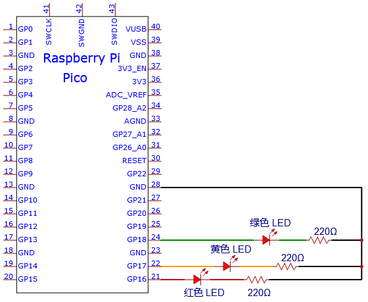 41 42 43
SWCLK SWGND SWDIO
Raspberry Pi
Pico
1 GP0 VUSB 40
2 GP1 VSS 39
3 GND GND 38
4 GP2 3V3_EN 37
5 GP3 3V3 36
6 GP4 ADC_VREF 35
7 GP5 GP28_A2 34
8 GND AGND 33
9 GP6 GP27_A1 32
10 GP7 GP26_A0 31
11 GP8 RESET 30
12 GP9 GP22 29
13 GND GND 28
14 GP10 GP21 27
15 GP11 GP20 26
16 GP12 GP19 25
17 GP13 GP18 24
18 GND GND 23
19 GP14 GP17 22
20 GP15 GP16 21
绿色 LED
220Ω
黄色 LED
220Ω
红色 LED
220Ω